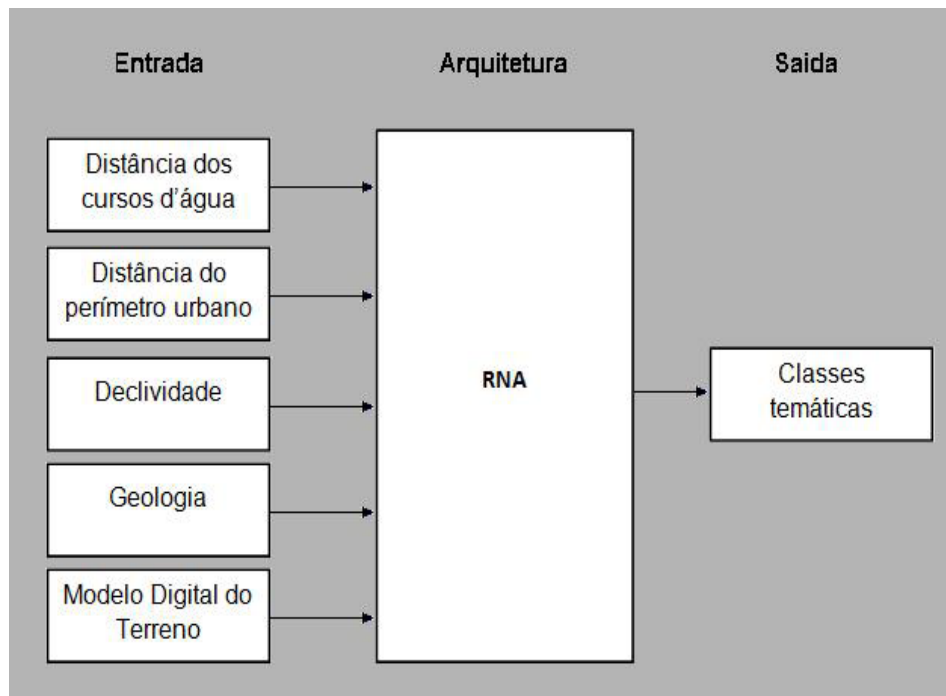 Entrada
Arquitetura
Saida
Distância dos
cursos d'água
Distância do
perímetro urbano
Declividade
Geologia
Modelo Digital do
Terreno
RNA
Classes
temáticas